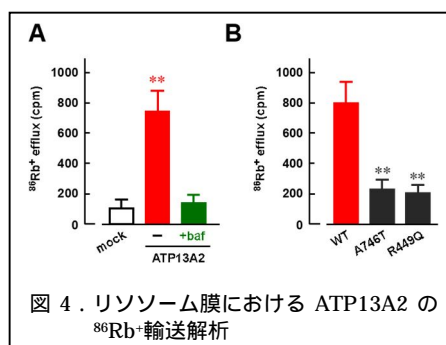 A
1000
800
600
400
200
0
⁸⁶Rb⁺ efflux (cpm)
**
mock
−
+baf
ATP13A2
B
1000
800
600
400
200
0
⁸⁶Rb⁺ efflux (cpm)
**
**
WT
A746T
R449Q
図 4．リソソーム膜における ATP13A2 の
⁸⁶Rb⁺輸送解析